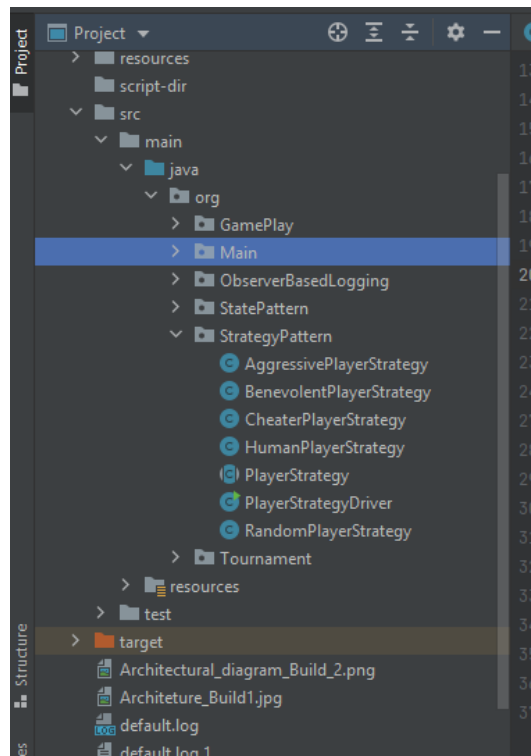 Project
Project
resources
script-dir
src
main
java
org
GamePlay
Main
ObserverBasedLogging
StatePattern
StrategyPattern
AggressivePlayerStrategy
BenevolentPlayerStrategy
CheaterPlayerStrategy
HumanPlayerStrategy
PlayerStrategy
PlayerStrategyDriver
RandomPlayerStrategy
Tournament
resources
test
target
Architectural_diagram_Build_2.png
Architeture_Build1.jpg
default.log
default.log.1
Structure